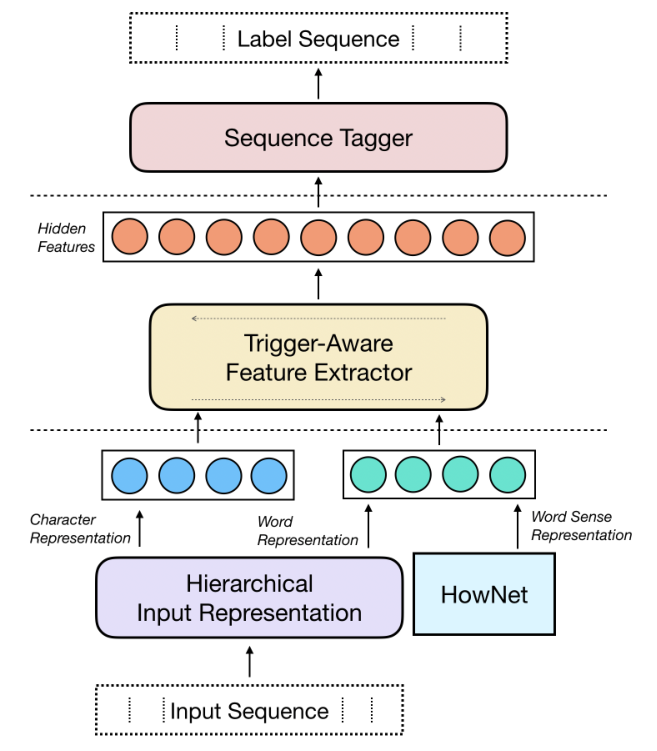 Label Sequence
Sequence Tagger
Hidden
Features
Trigger-Aware
Feature Extractor
Character
Representation
Word
Representation
Word Sense
Representation
Hierarchical
Input Representation
HowNet
Input Sequence